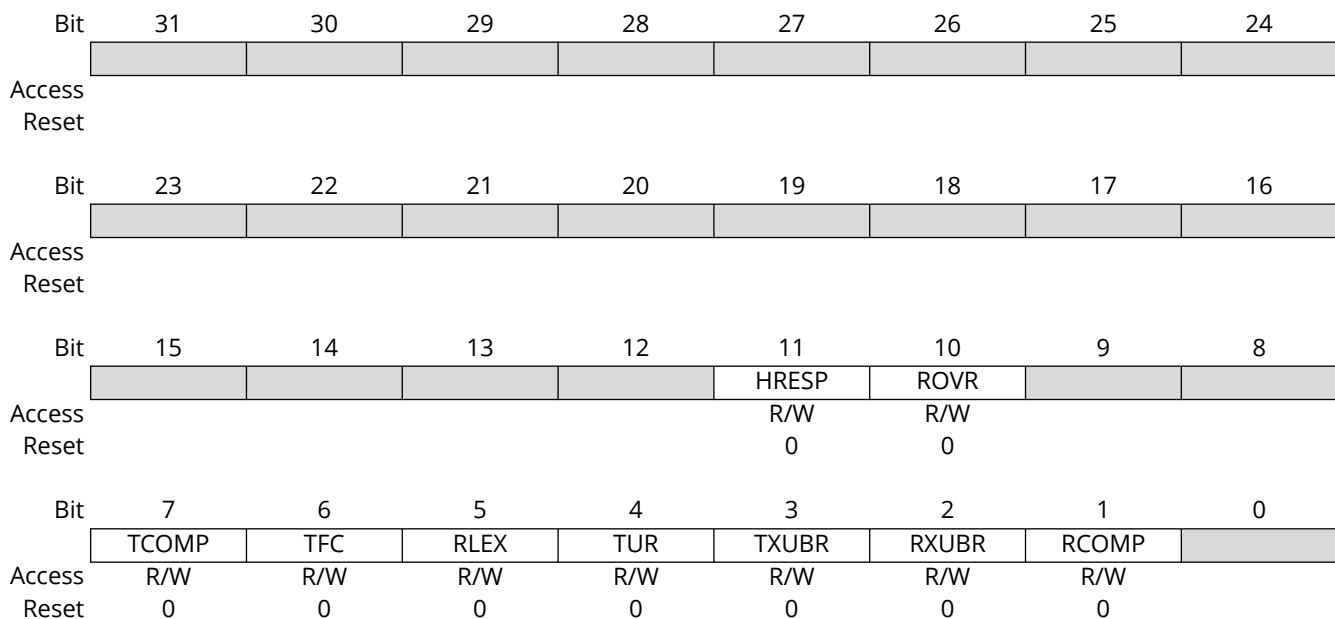 Bit 31 30 29 28 27 26 25 24
Access
Reset
Bit 23 22 21 20 19 18 17 16
Access
Reset
Bit 15 14 13 12 11 10 9 8
HRESP ROVR
Access R/W R/W
Reset 0 0
Bit 7 6 5 4 3 2 1 0
TCOMP TFC RLEX TUR TXUBR RXUBR RCOMP
Access R/W R/W R/W R/W R/W R/W R/W
Reset 0 0 0 0 0 0 0